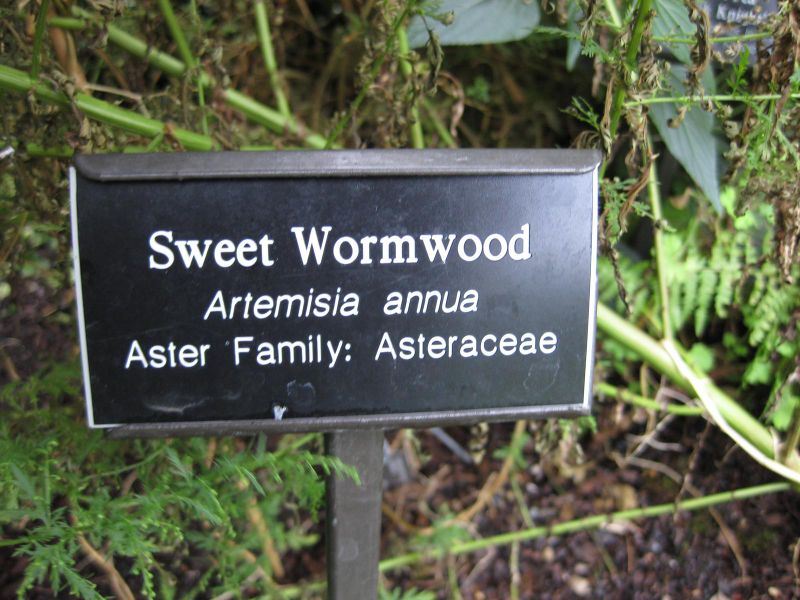 Sweet Wormwood
Artemisia annua
Aster Family: Asteraceae